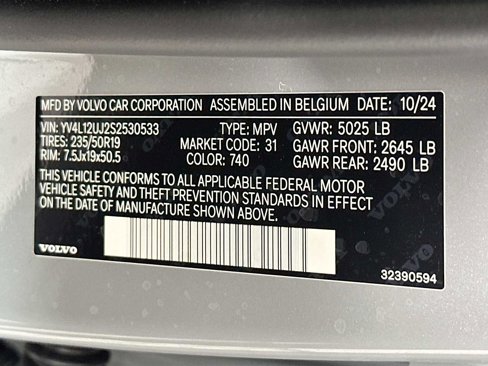 MFD BY VOLVO CAR CORPORATION ASSEMBLED IN BELGIUM DATE: 10/24
VIN: YV4L12UJ2S2530533 TYPE: MPV GVWR: 5025 LB
TIRES: 235/50R19 MARKET CODE: 31 GAWR FRONT: 2645 LB
RIM: 7.5Jx19x50.5 COLOR: 740 GAWR REAR: 2490 LB
THIS VEHICLE CONFORMS TO ALL APPLICABLE FEDERAL MOTOR
VEHICLE SAFETY AND THEFT PREVENTION STANDARDS IN EFFECT
ON THE DATE OF MANUFACTURE SHOWN ABOVE.
VOLVO
32390594